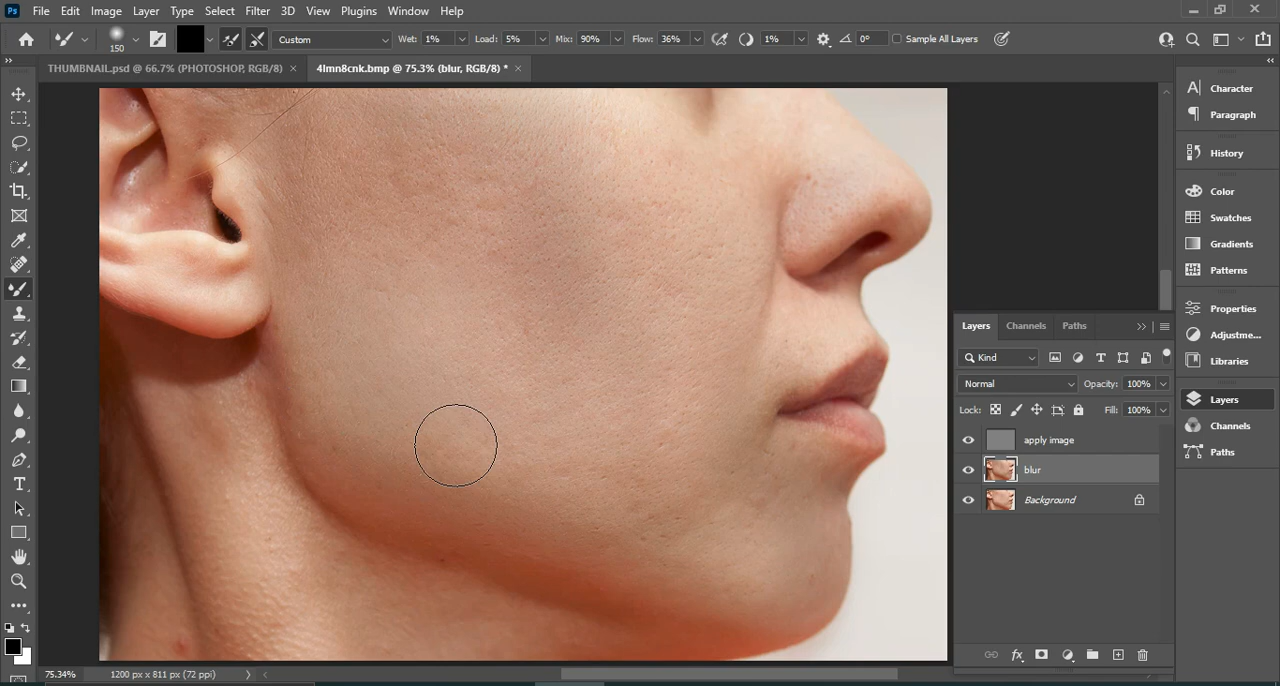 Ps File Edit Image Layer Type Select Filter 3D View Plugins Window Help
150 Custom Wet: 1% Load: 5% Mix: 90% Flow: 36% 1% 0° Sample All Layers
THUMBNAIL.psd @ 66.7% (PHOTOSHOP, RGB/8) × 4lmn8cnk.bmp @ 75.3% (blur, RGB/8) * ×
Character
Paragraph
History
Color
Swatches
Gradients
Patterns
Properties
Adjustme...
Libraries
Layers
Channels
Paths
Layers Channels Paths
Kind
Normal Opacity: 100%
Lock: Fill: 100%
apply image
blur
Background
fx
75.34% 1200 px x 811 px (72 ppi)